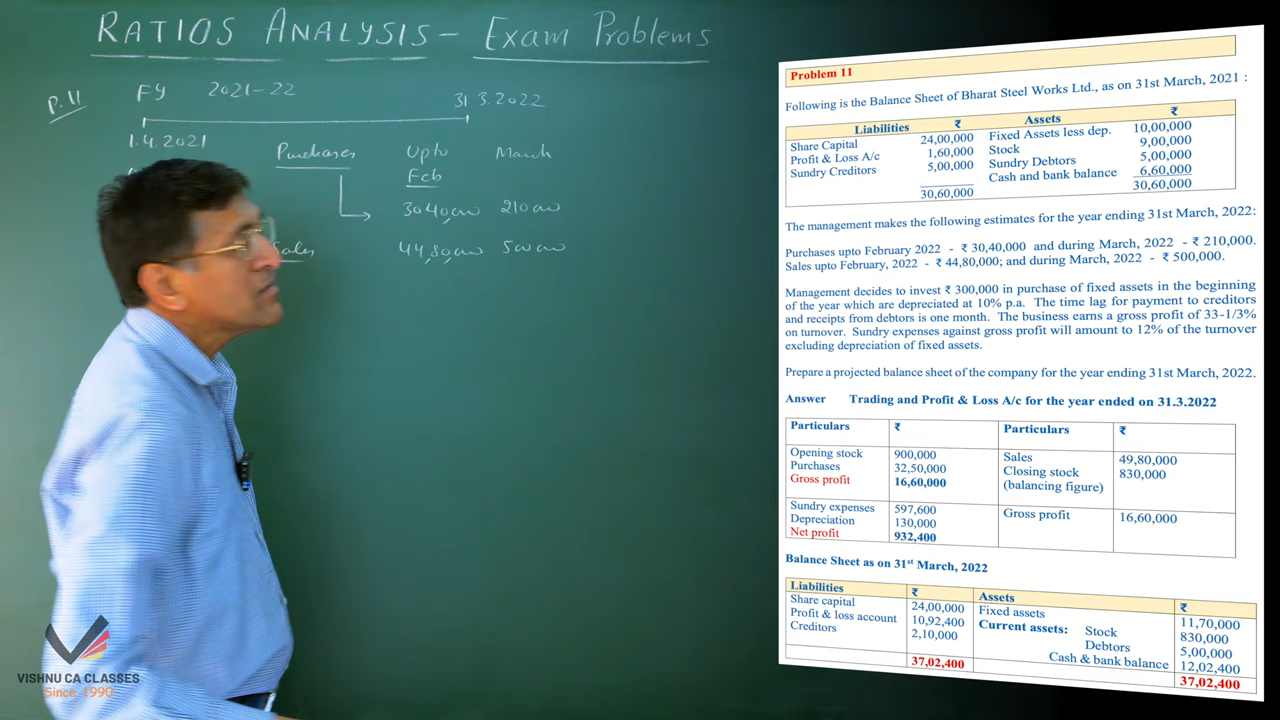 RATIOS ANALYSIS – Exam Problems
P.11 FY 2021-22
31 3.2022
1.4.2021
Purchases Upto March
Feb
3040,000 210000
Sales 44,80,000 500000
VISHNU CA CLASSES
Since 1990
Problem 11
Following is the Balance Sheet of Bharat Steel Works Ltd., as on 31st March, 2021 :
Liabilities ₹ Assets ₹
Share Capital 24,00,000 Fixed Assets less dep. 10,00,000
Profit & Loss A/c 1,60,000 Stock 9,00,000
Sundry Creditors 5,00,000 Sundry Debtors 5,00,000
Cash and bank balance 6,60,000
30,60,000 30,60,000
The management makes the following estimates for the year ending 31st March, 2022:
Purchases upto February 2022 - ₹ 30,40,000 and during March, 2022 - ₹ 210,000.
Sales upto February, 2022 - ₹ 44,80,000; and during March, 2022 - ₹ 500,000.
Management decides to invest ₹ 300,000 in purchase of fixed assets in the beginning
of the year which are depreciated at 10% p.a. The time lag for payment to creditors
and receipts from debtors is one month. The business earns a gross profit of 33-1/3%
on turnover. Sundry expenses against gross profit will amount to 12% of the turnover
excluding depreciation of fixed assets.
Prepare a projected balance sheet of the company for the year ending 31st March, 2022.
Answer Trading and Profit & Loss A/c for the year ended on 31.3.2022
Particulars ₹ Particulars ₹
Opening stock 900,000 Sales 49,80,000
Purchases 32,50,000 Closing stock 830,000
Gross profit 16,60,000 (balancing figure)
Sundry expenses 597,600 Gross profit 16,60,000
Depreciation 130,000
Net profit 932,400
Balance Sheet as on 31st March, 2022
Liabilities ₹ Assets ₹
Share capital 24,00,000 Fixed assets 11,70,000
Profit & loss account 10,92,400 Current assets: Stock 830,000
Creditors 2,10,000 Debtors 5,00,000
Cash & bank balance 12,02,400
37,02,400 37,02,400